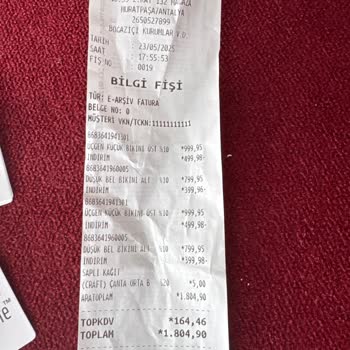 MURATPAŞA/ANTALYA
2650527899
BOĞAZİÇİ KURUMLAR V.D.
TARİH : 23/05/2025
SAAT : 17:55:53
FİŞ NO : 0019
BİLGİ FİŞİ
TÜR: E-ARŞİV FATURA
BELGE NO: 0
MÜŞTERİ VKN/TCKN:11111111111
8683641941301
ÜÇGEN KÜÇÜK BİKİNİ ÜST %10 *999,95
İNDİRİM *499,98-
8683641960005
DÜŞÜK BEL BİKİNİ ALT %10 *799,95
İNDİRİM *399,98-
8683641941301
ÜÇGEN KÜÇÜK BİKİNİ ÜST %10 *999,95
İNDİRİM *499,98-
8683641960005
DÜŞÜK BEL BİKİNİ ALT %10 *799,95
İNDİRİM *399,98-
SAPLI KAĞIT
(CRAFT) ÇANTA ORTA B %20 *5,00
ARATOPLAM *1.804,90
TOPKDV *164,46
TOPLAM *1.804,90